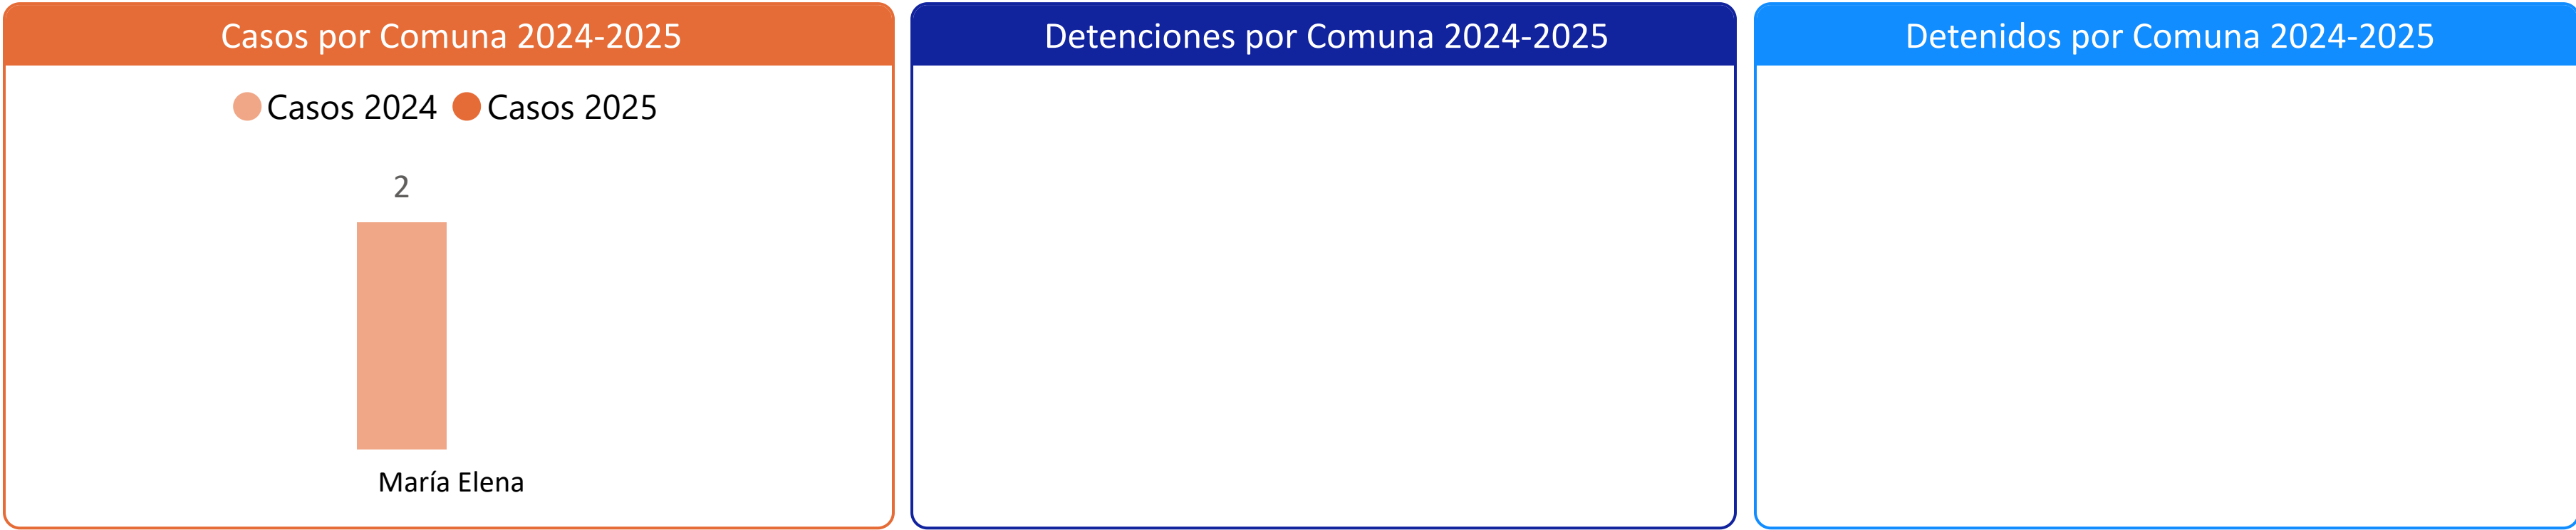 Casos por Comuna 2024-2025
Casos 2024 Casos 2025
2
María Elena
Detenciones por Comuna 2024-2025
Detenidos por Comuna 2024-2025